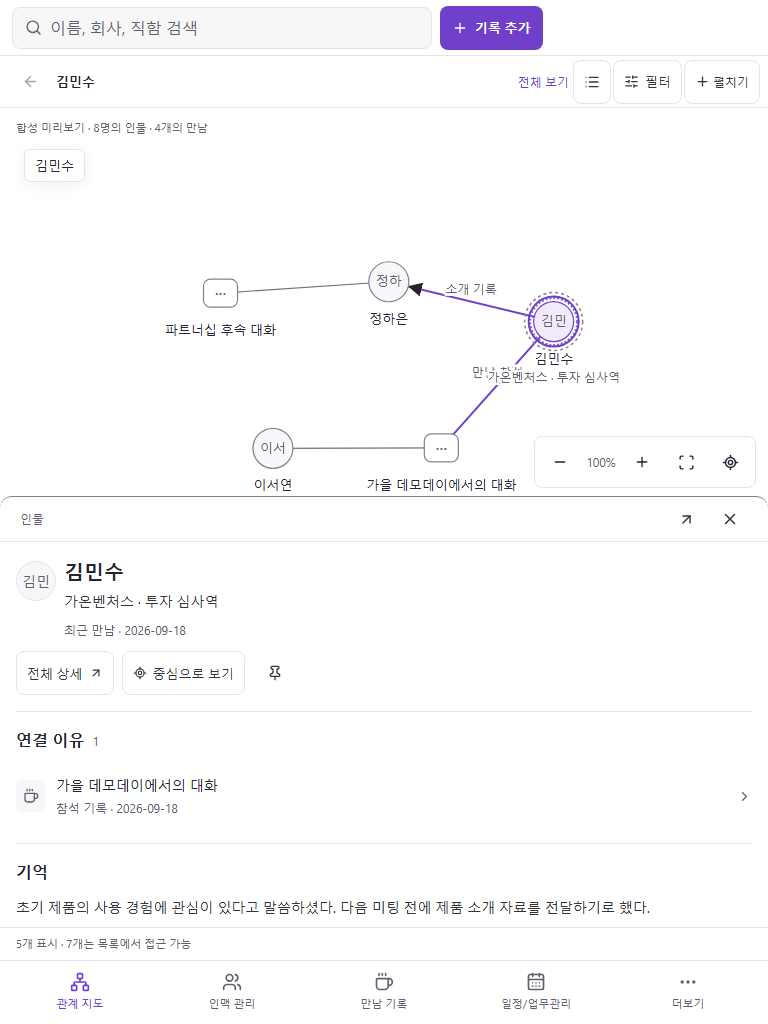 이름, 회사, 직함 검색
기록 추가
김민수
전체 보기
필터
펼치기
합성 미리보기 · 8명의 인물 · 4개의 만남
김민수
정하
소개 기록
정하은
파트너십 후속 대화
김민
김민수
가온벤처스 · 투자 심사역
이서
이서연
가을 데모데이에서의 대화
100%
인물
김민
김민수
가온벤처스 · 투자 심사역
최근 만남 · 2026-09-18
전체 상세
중심으로 보기
연결 이유 1
가을 데모데이에서의 대화
참석 기록 · 2026-09-18
기억
초기 제품의 사용 경험에 관심이 있다고 말씀하셨다. 다음 미팅 전에 제품 소개 자료를 전달하기로 했다.
5개 표시 · 7개는 목록에서 접근 가능
관계 지도
인맥 관리
만남 기록
일정/업무관리
더보기